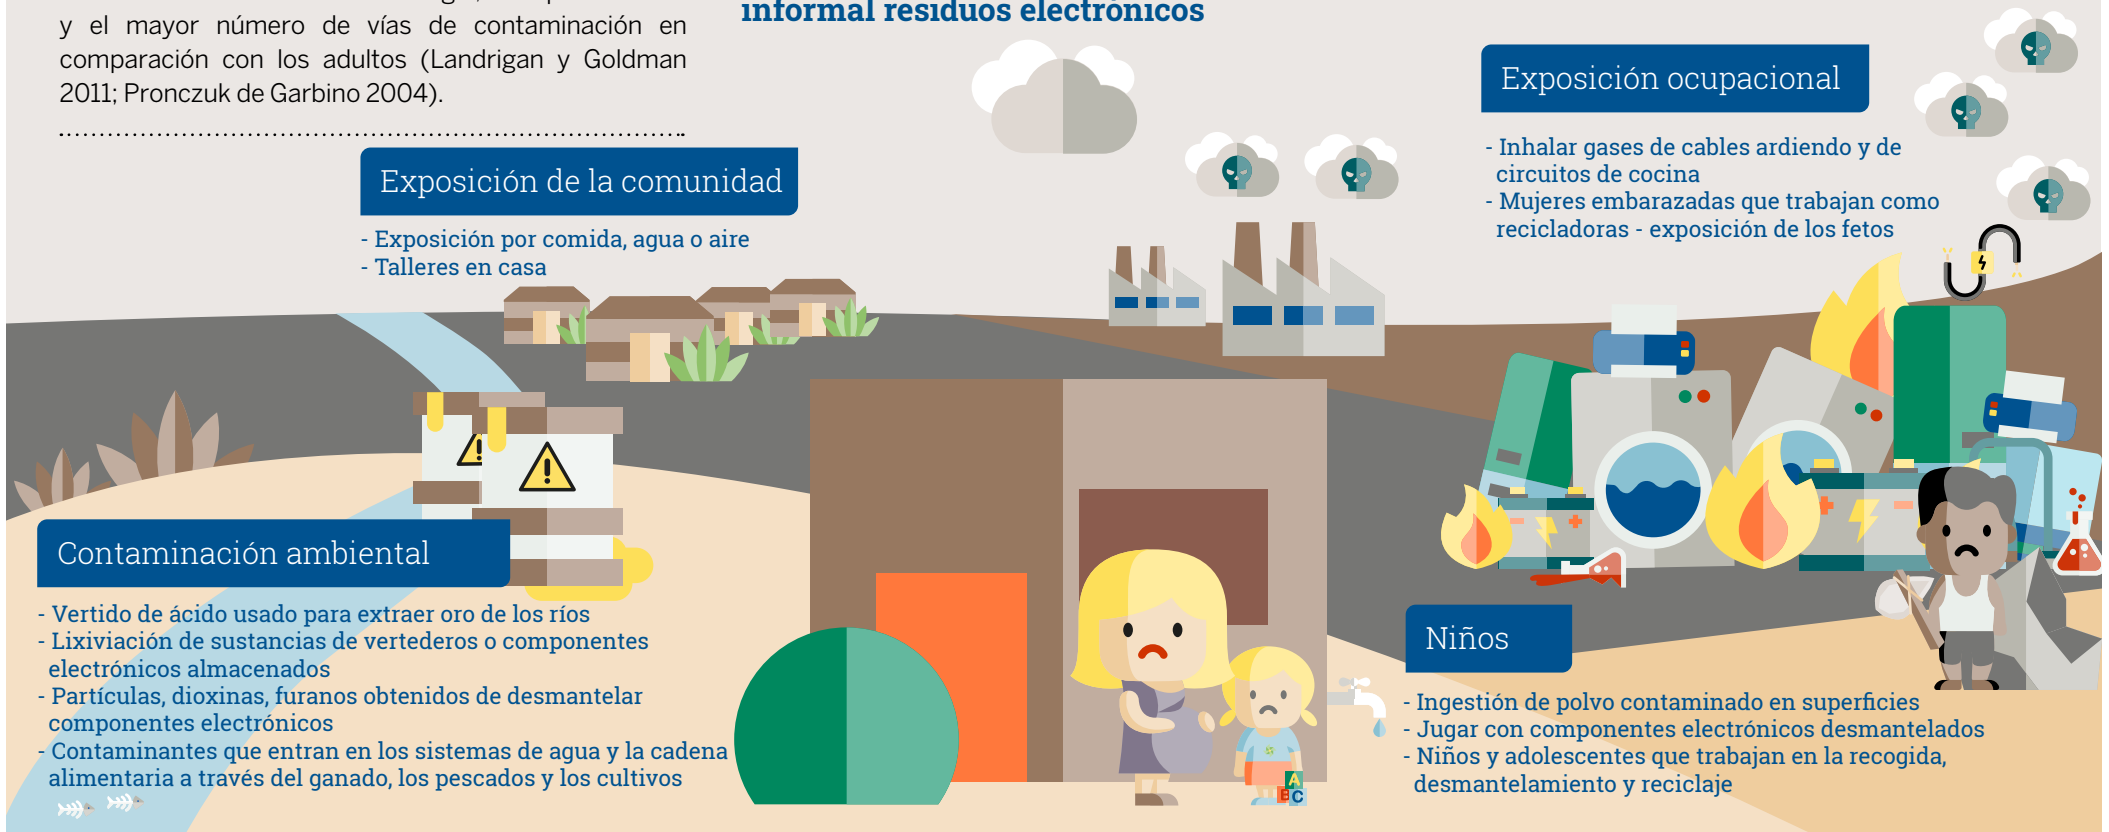 y el mayor número de vías de contaminación en
comparación con los adultos (Landrigan y Goldman
2011; Pronczuk de Garbino 2004).
informal residuos electrónicos
Exposición de la comunidad
- Exposición por comida, agua o aire
- Talleres en casa
Exposición ocupacional
- Inhalar gases de cables ardiendo y de
circuitos de cocina
- Mujeres embarazadas que trabajan como
recicladoras - exposición de los fetos
Contaminación ambiental
- Vertido de ácido usado para extraer oro de los ríos
- Lixiviación de sustancias de vertederos o componentes
electrónicos almacenados
- Partículas, dioxinas, furanos obtenidos de desmantelar
componentes electrónicos
- Contaminantes que entran en los sistemas de agua y la cadena
alimentaria a través del ganado, los pescados y los cultivos
Niños
- Ingestión de polvo contaminado en superficies
- Jugar con componentes electrónicos desmantelados
- Niños y adolescentes que trabajan en la recogida,
desmantelamiento y reciclaje
A
BC